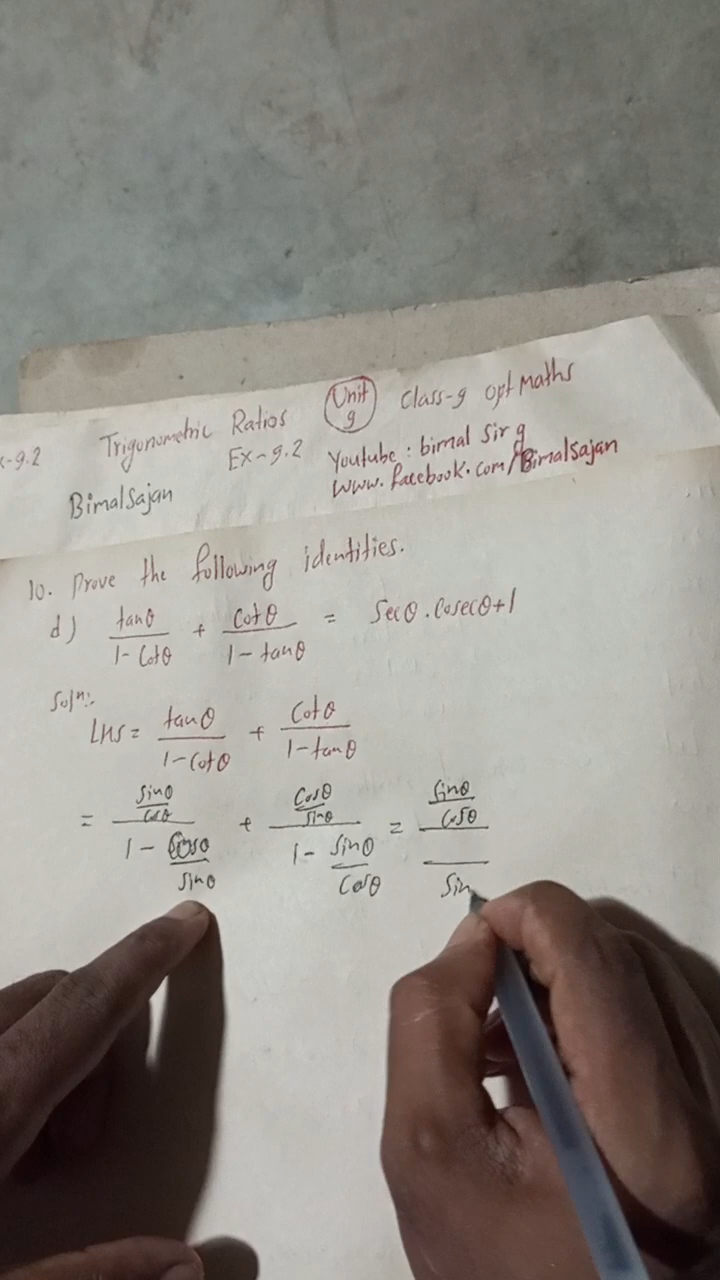 x-9.2 Trigonometric Ratios Unit 9 Class-9 opt Maths
Ex-9.2 Youtube: bimal Sir g
BimalSajan www.facebook.com/BimalSajan
10. Prove the following identities.
d) tanθ/1-Cotθ + Cotθ/1-tanθ = Secθ.Cosecθ+1
Solⁿ:
LHS= tanθ/1-Cotθ + Cotθ/1-tanθ
= sinθ/cosθ/1-Cosθ/sinθ + Cosθ/sinθ/1-Sinθ/Cosθ = Sinθ/Cosθ/Sin